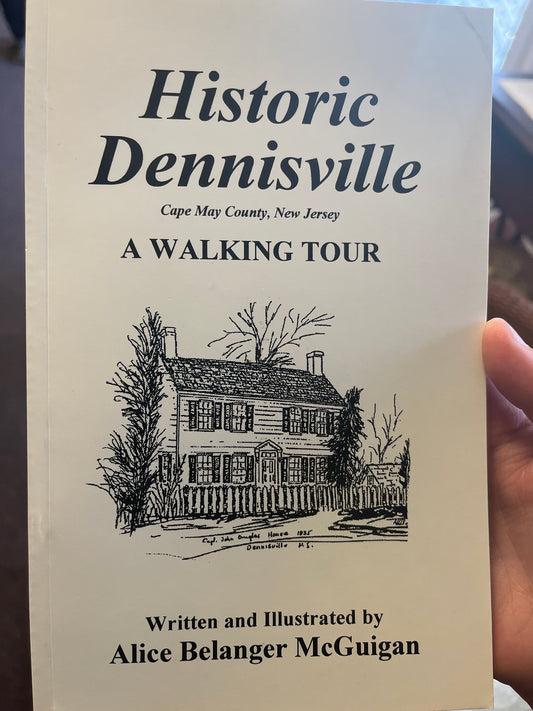 Historic
Dennisville
Cape May County, New Jersey
A WALKING TOUR
Capt. John Douglas House 1835
Dennisville N.J.
Written and Illustrated by
Alice Belanger McGuigan